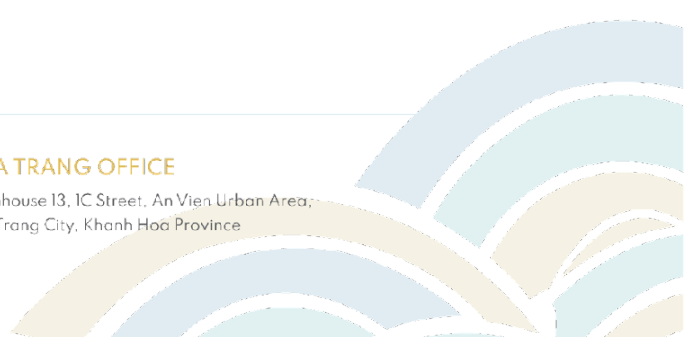 A TRANG OFFICE
house 13, 1C Street, An Vien Urban Area,
Trang City, Khanh Hoa Province